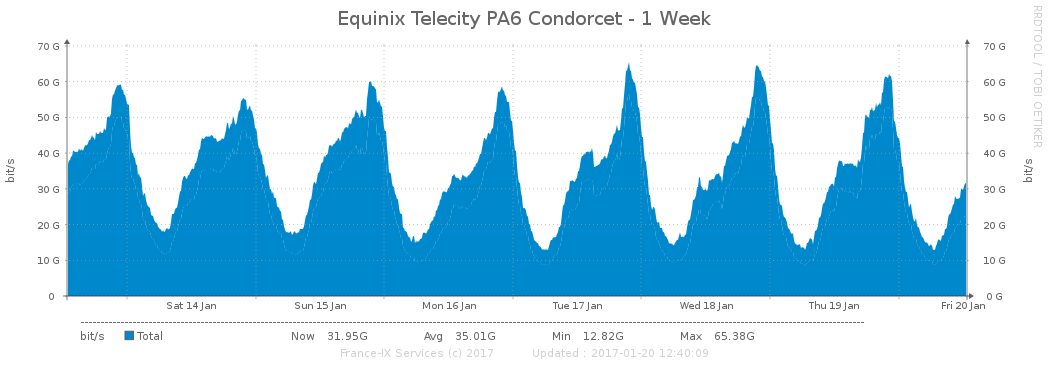 Equinix Telecity PA6 Condorcet - 1 Week
RRDTOOL / TOBI OETIKER
bit/s
70 G
60 G
50 G
40 G
30 G
20 G
10 G
0
70 G
60 G
50 G
40 G
30 G
20 G
10 G
0 G
bit/s
Sat 14 Jan Sun 15 Jan Mon 16 Jan Tue 17 Jan Wed 18 Jan Thu 19 Jan Fri 20 Jan
bit/s Total Now 31.95G Avg 35.01G Min 12.82G Max 65.38G
France-IX Services (c) 2017 Updated : 2017-01-20 12:40:09